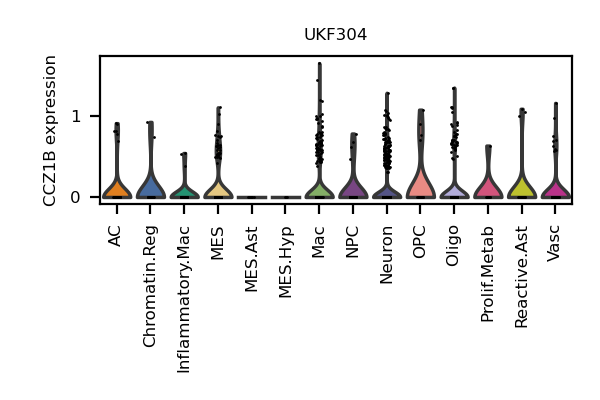 UKF304
CCZ1B expression
1
0
AC
Chromatin.Reg
Inflammatory.Mac
MES
MES.Ast
MES.Hyp
Mac
NPC
Neuron
OPC
Oligo
Prolif.Metab
Reactive.Ast
Vasc